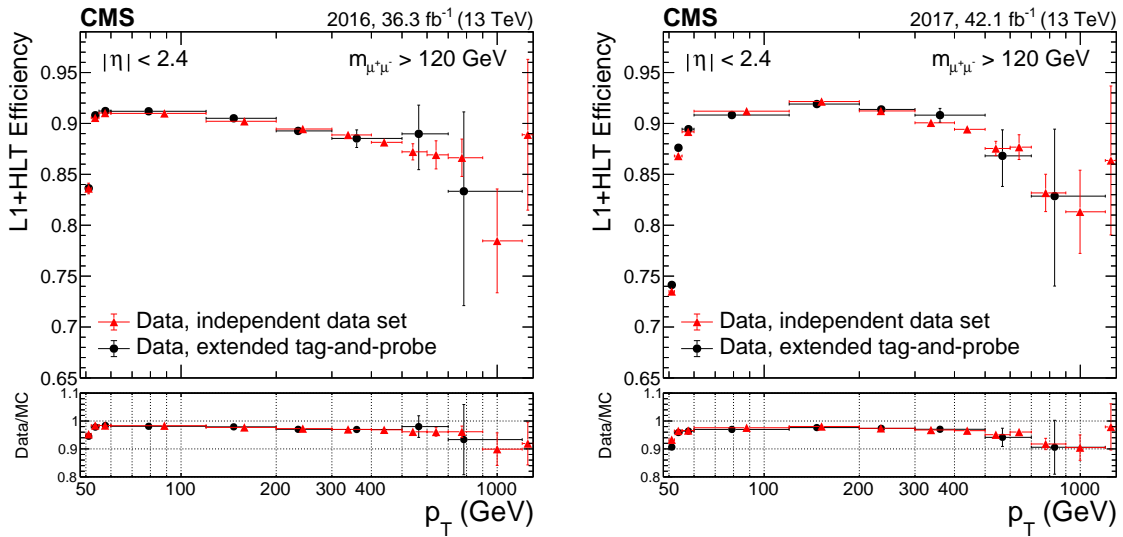 CMS 2016, 36.3 fb⁻¹ (13 TeV)
|η| < 2.4 m_{μ⁺μ⁻} > 120 GeV
L1+HLT Efficiency
0.95
0.9
0.85
0.8
0.75
0.7
0.65
Data, independent data set
Data, extended tag-and-probe
Data/MC
1.1
1
0.9
0.8
50 100 200 300 400 1000
p_T (GeV)
CMS 2017, 42.1 fb⁻¹ (13 TeV)
|η| < 2.4 m_{μ⁺μ⁻} > 120 GeV
L1+HLT Efficiency
0.95
0.9
0.85
0.8
0.75
0.7
0.65
Data, independent data set
Data, extended tag-and-probe
Data/MC
1.1
1
0.9
0.8
50 100 200 300 400 1000
p_T (GeV)